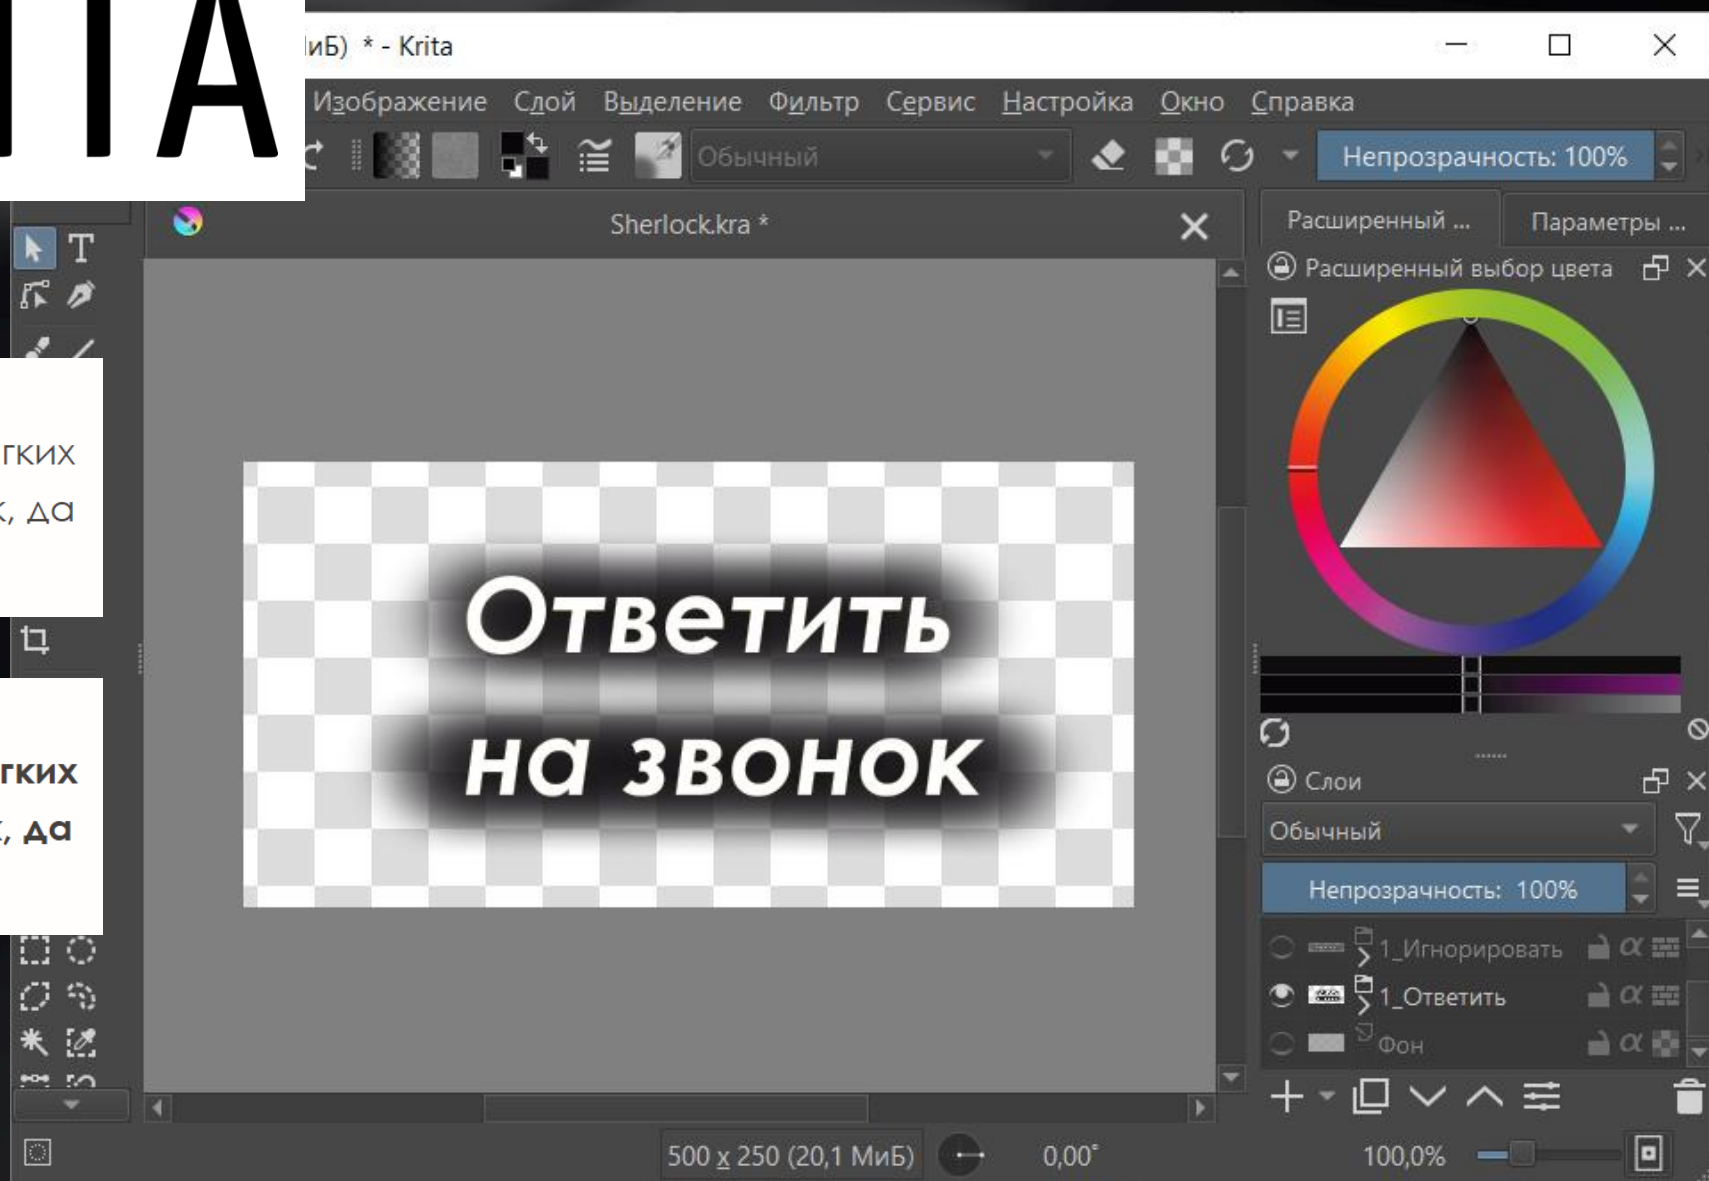 ITA
иБ) * - Krita
Изображение Слой Выделение Фильтр Сервис Настройка Окно Справка
Обычный
Непрозрачность: 100%
Sherlock.kra *
Расширенный ...
Параметры ...
Расширенный выбор цвета
T
гких
, да
гких
, да
Ответить
на звонок
Слои
Обычный
Непрозрачность: 100%
1_Игнорировать
1_Ответить
Фон
500 x 250 (20,1 МиБ)
0,00°
100,0%